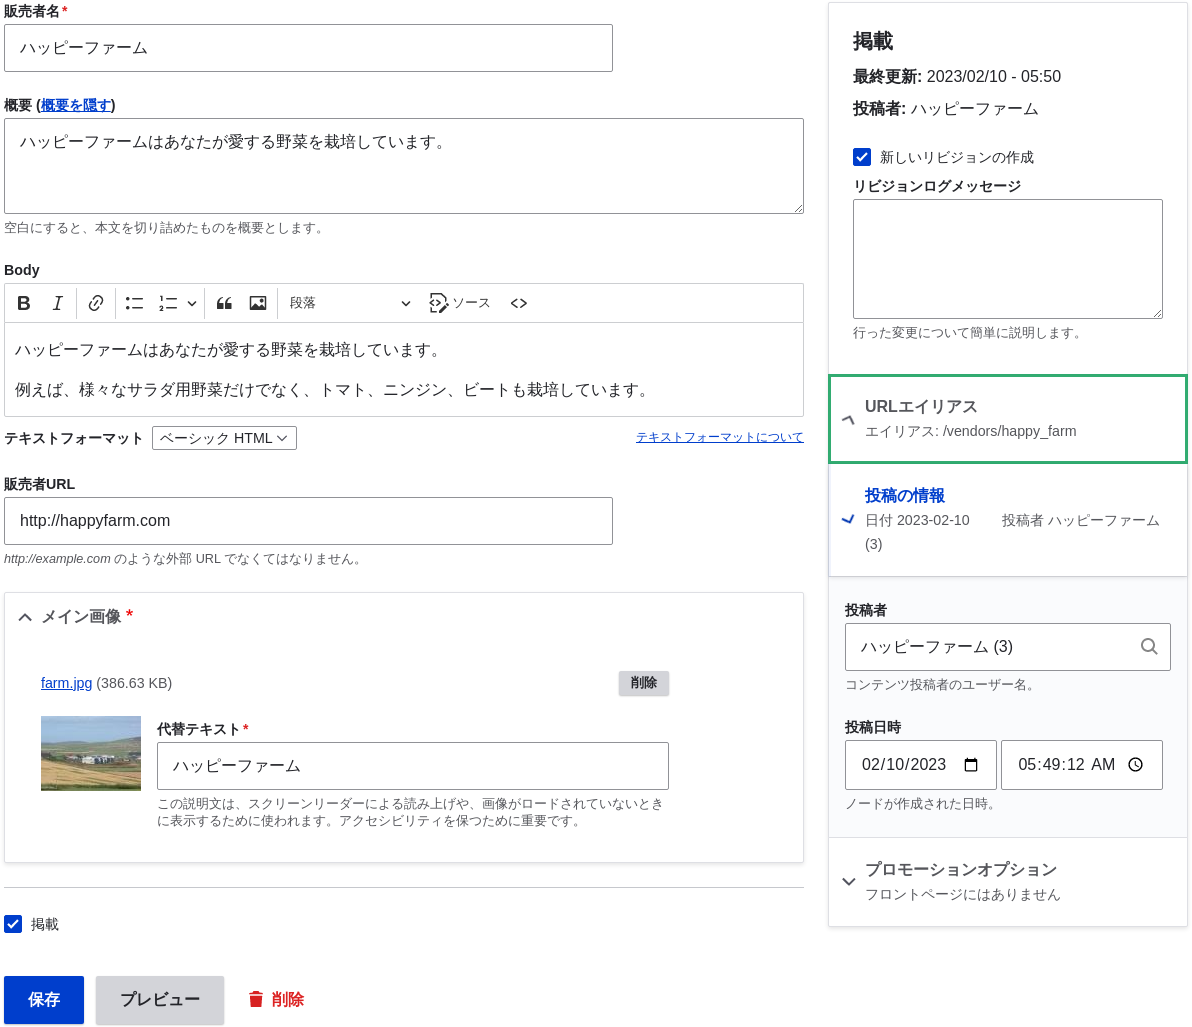 販売者名*
ハッピーファーム
概要 (概要を隠す)
ハッピーファームはあなたが愛する野菜を栽培しています。
空白にすると、本文を切り詰めたものを概要とします。
Body
B I 段落 ソース
ハッピーファームはあなたが愛する野菜を栽培しています。
例えば、様々なサラダ用野菜だけでなく、トマト、ニンジン、ビートも栽培しています。
テキストフォーマット ベーシック HTML テキストフォーマットについて
販売者URL
http://happyfarm.com
http://example.com のような外部 URL でなくてはなりません。
メイン画像 *
farm.jpg (386.63 KB) 削除
代替テキスト*
ハッピーファーム
この説明文は、スクリーンリーダーによる読み上げや、画像がロードされていないとき
に表示するために使われます。アクセシビリティを保つために重要です。
掲載
保存 プレビュー 削除
掲載
最終更新: 2023/02/10 - 05:50
投稿者: ハッピーファーム
新しいリビジョンの作成
リビジョンログメッセージ
行った変更について簡単に説明します。
URLエイリアス
エイリアス: /vendors/happy_farm
投稿の情報
日付 2023-02-10 投稿者 ハッピーファーム
(3)
投稿者
ハッピーファーム (3)
コンテンツ投稿者のユーザー名。
投稿日時
02/10/2023 05:49:12 AM
ノードが作成された日時。
プロモーションオプション
フロントページにはありません